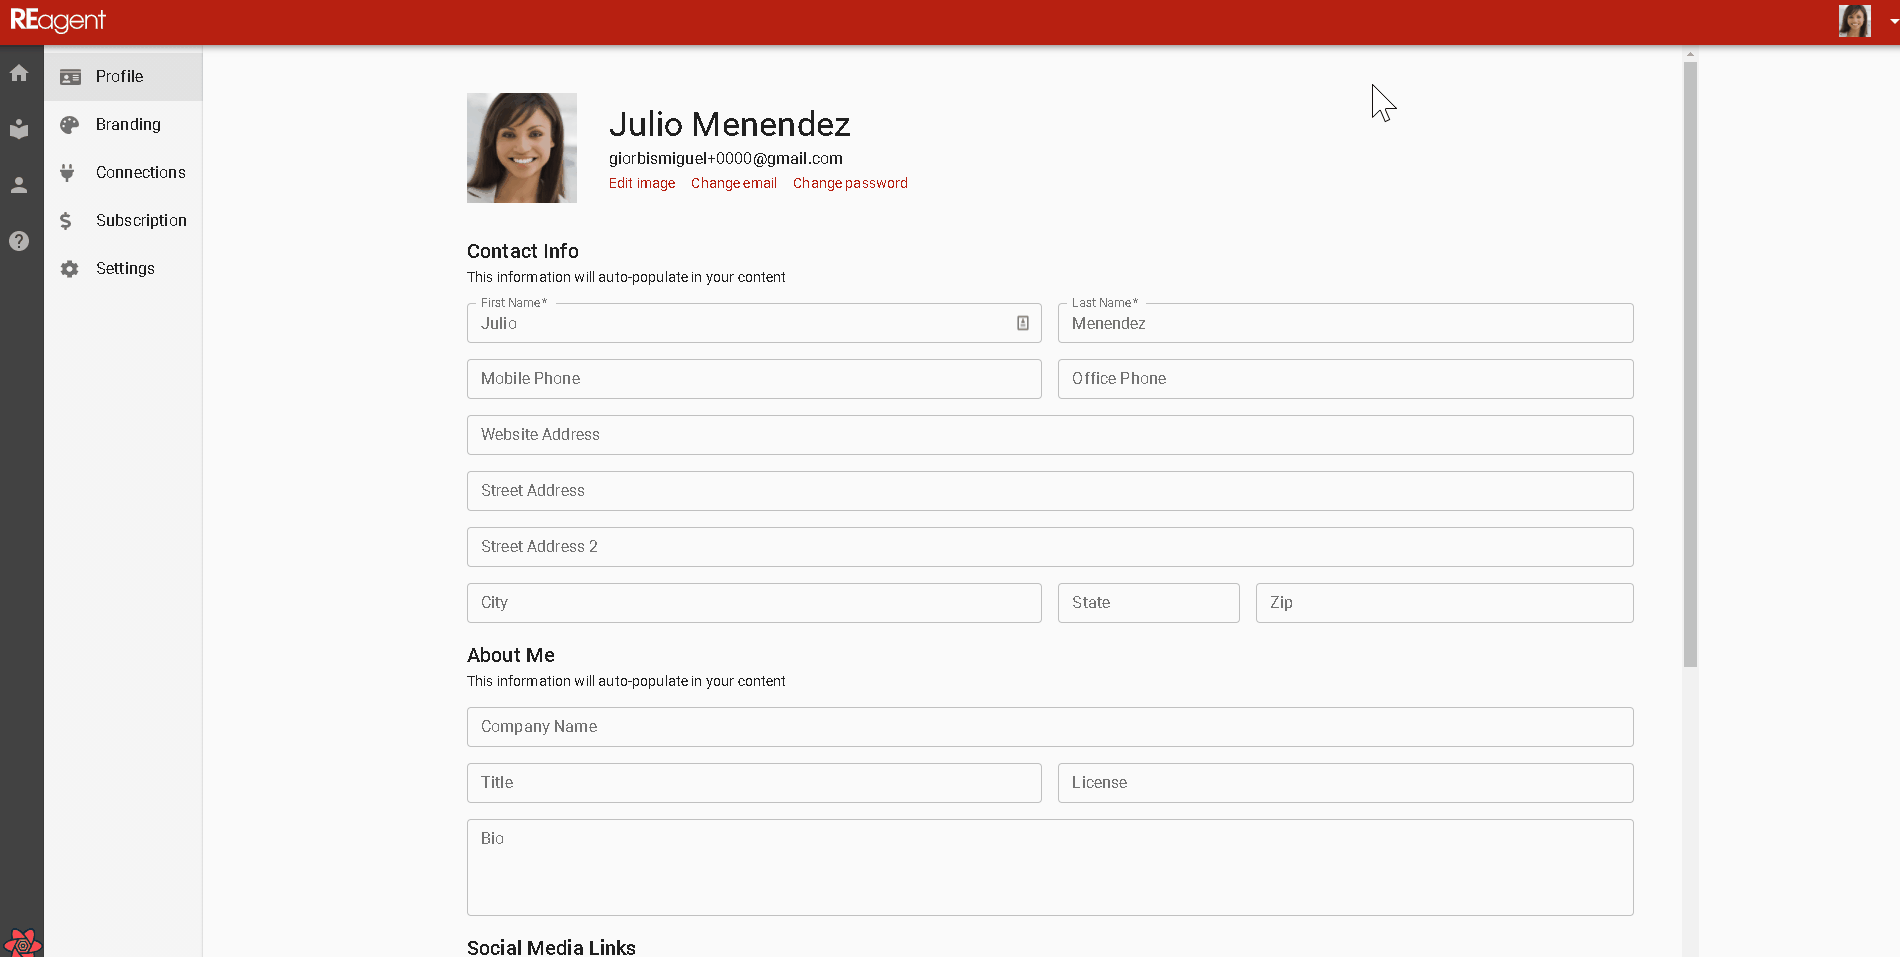 REagent
Profile
Branding
Connections
Subscription
Settings
Julio Menendez
giorbismiguel+0000@gmail.com
Edit image Change email Change password
Contact Info
This information will auto-populate in your content
First Name* Last Name*
Julio Menendez
Mobile Phone Office Phone
Website Address
Street Address
Street Address 2
City State Zip
About Me
This information will auto-populate in your content
Company Name
Title License
Bio
Social Media Links